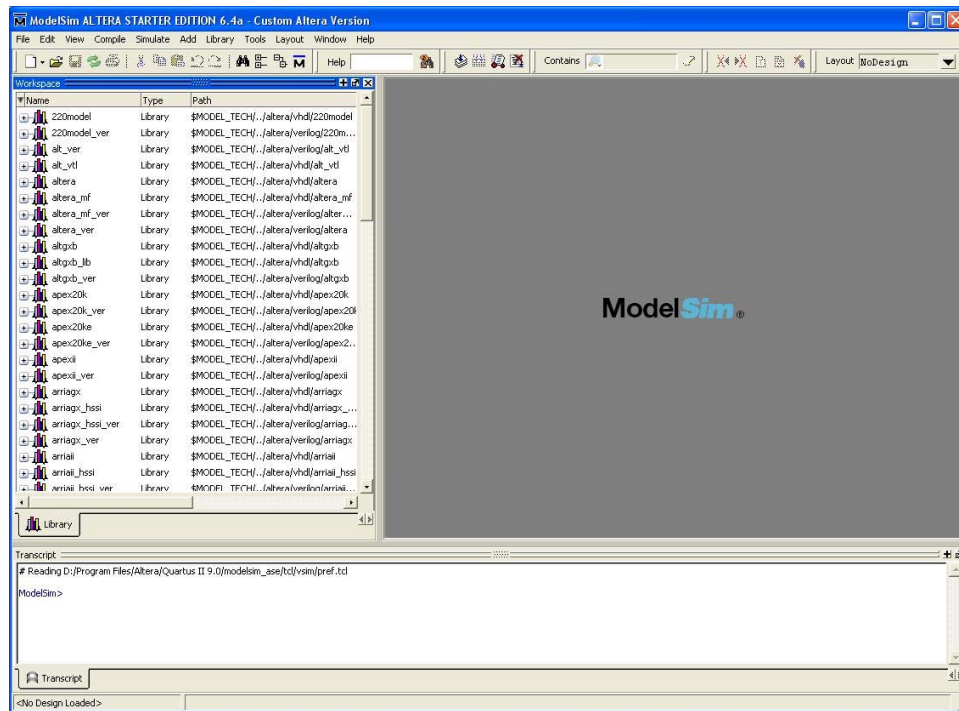 ModelSim ALTERA STARTER EDITION 6.4a - Custom Altera Version
File Edit View Compile Simulate Add Library Tools Layout Window Help
Help Contains Layout NoDesign
Workspace
Name Type Path
220model Library $MODEL_TECH/../altera/vhdl/220model
220model_ver Library $MODEL_TECH/../altera/verilog/220m...
alt_ver Library $MODEL_TECH/../altera/verilog/alt_vtl
alt_vtl Library $MODEL_TECH/../altera/vhdl/alt_vtl
altera Library $MODEL_TECH/../altera/vhdl/altera
altera_mf Library $MODEL_TECH/../altera/vhdl/altera_mf
altera_mf_ver Library $MODEL_TECH/../altera/verilog/alter...
altera_ver Library $MODEL_TECH/../altera/verilog/altera
altgxb Library $MODEL_TECH/../altera/vhdl/altgxb
altgxb_lib Library $MODEL_TECH/../altera/vhdl/altgxb
altgxb_ver Library $MODEL_TECH/../altera/verilog/altgxb
apex20k Library $MODEL_TECH/../altera/vhdl/apex20k
apex20k_ver Library $MODEL_TECH/../altera/verilog/apex20k
apex20ke Library $MODEL_TECH/../altera/vhdl/apex20ke
apex20ke_ver Library $MODEL_TECH/../altera/verilog/apex2...
apexii Library $MODEL_TECH/../altera/vhdl/apexii
apexii_ver Library $MODEL_TECH/../altera/verilog/apexii
arriagx Library $MODEL_TECH/../altera/vhdl/arriagx
arriagx_hssi Library $MODEL_TECH/../altera/vhdl/arriagx_...
arriagx_hssi_ver Library $MODEL_TECH/../altera/verilog/arriag...
arriagx_ver Library $MODEL_TECH/../altera/verilog/arriagx
arriaii Library $MODEL_TECH/../altera/vhdl/arriaii
arriaii_hssi Library $MODEL_TECH/../altera/vhdl/arriaii_hssi
arriaii_hssi_ver Library $MODEL_TECH/../altera/verilog/arriaii...
Library
ModelSim®
Transcript
# Reading D:/Program Files/Altera/Quartus II 9.0/modelsim_ase/tcl/vsim/pref.tcl
ModelSim>
Transcript
<No Design Loaded>